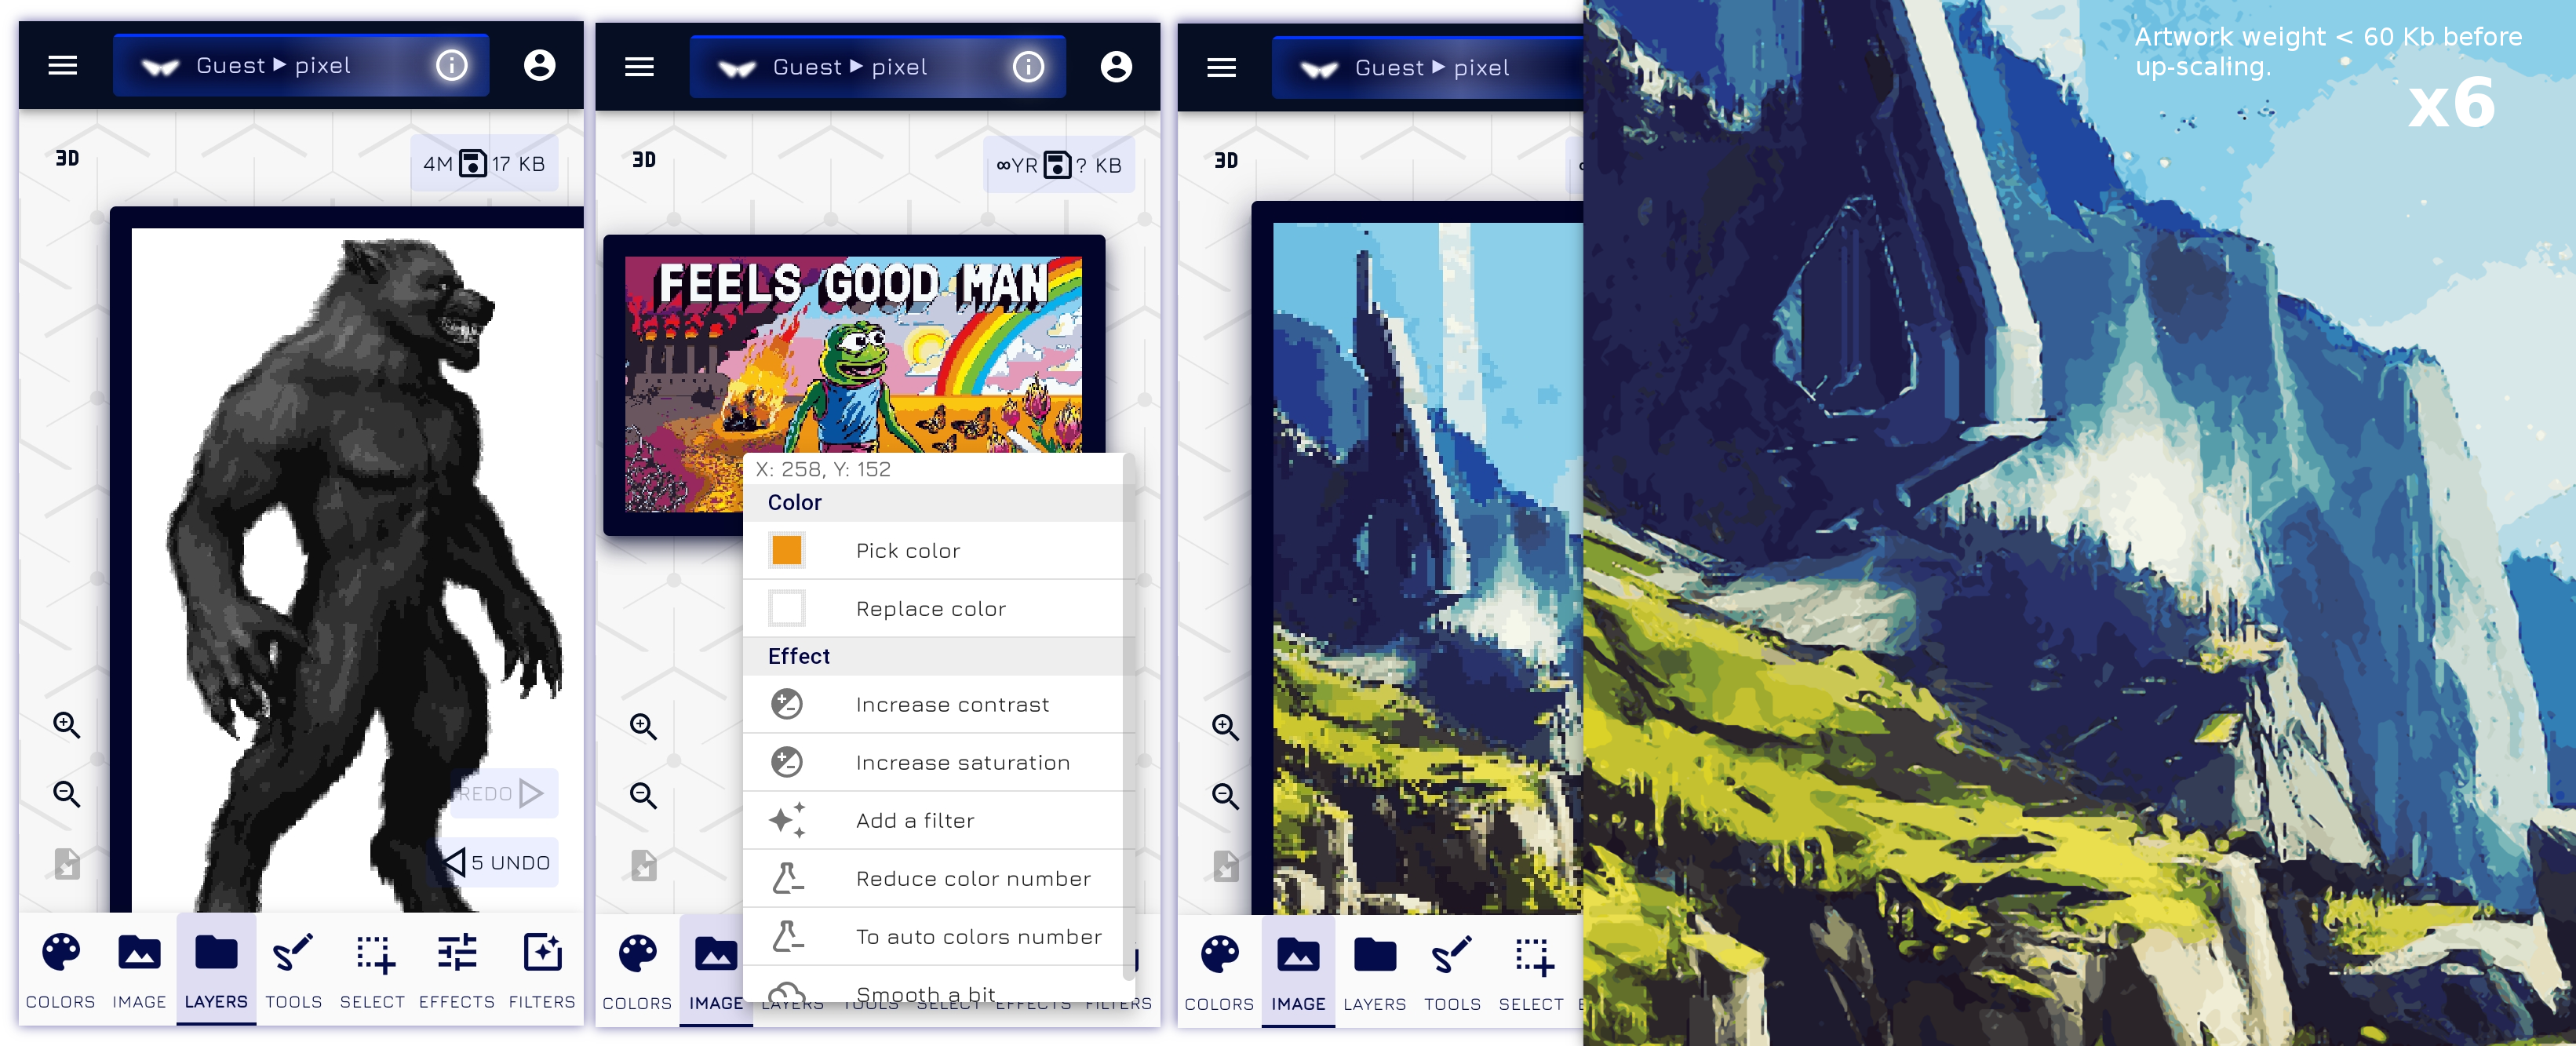 Guest ▶ pixel
3D
4M 17 KB
REDO
5 UNDO
COLORS IMAGE LAYERS TOOLS SELECT EFFECTS FILTERS
Guest ▶ pixel
3D
∞YR ? KB
FEELS GOOD MAN
X: 258, Y: 152
Color
Pick color
Replace color
Effect
Increase contrast
Increase saturation
Add a filter
Reduce color number
To auto colors number
Smooth a bit
COLORS IMAGE LAYERS TOOLS SELECT EFFECTS FILTERS
Guest ▶ pixel
3D
COLORS IMAGE LAYERS TOOLS SELECT
Artwork weight < 60 Kb before
up-scaling.
x6